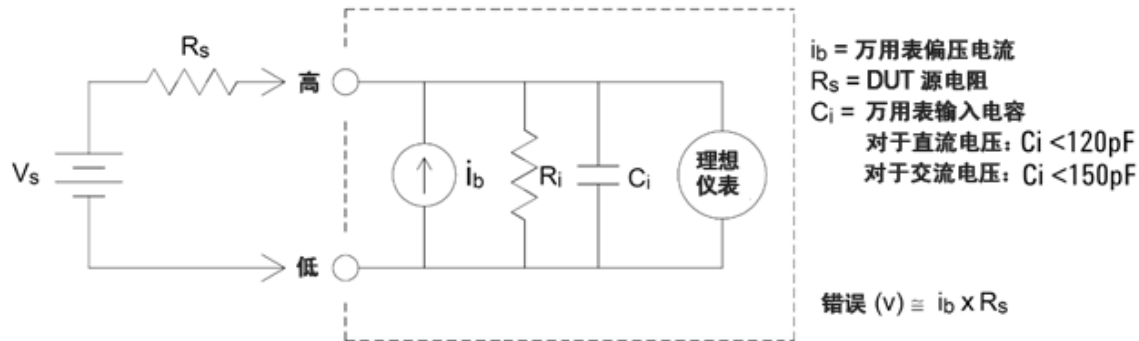 Rs
高
Vs
ib
Ri
Ci
理想
仪表
低
ib = 万用表偏压电流
Rs = DUT 源电阻
Ci = 万用表输入电容
对于直流电压：Ci <120pF
对于交流电压：Ci <150pF
错误 (v) ≅ ib x Rs